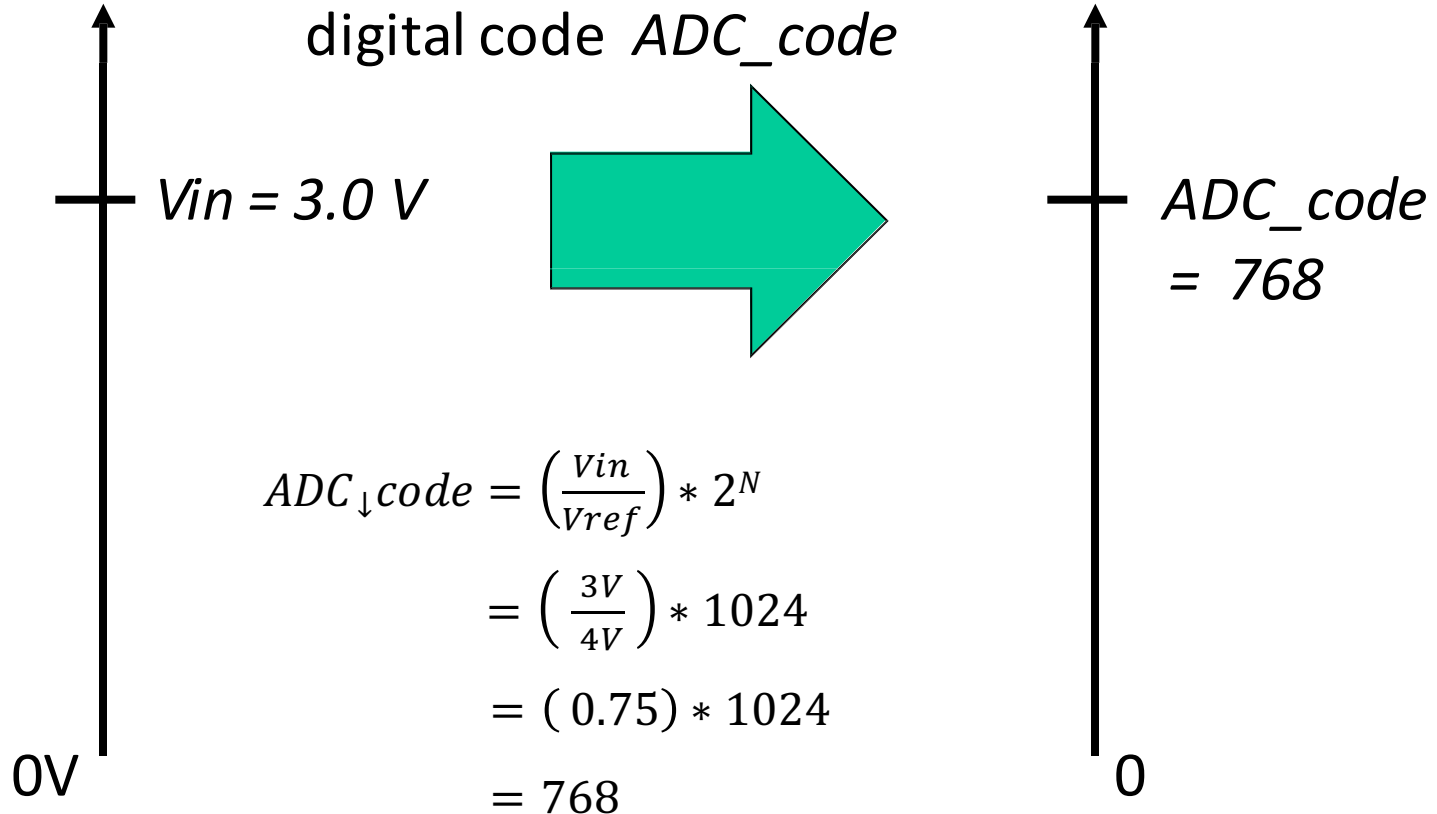 digital code ADC_code
Vin = 3.0 V
ADC_code
= 768
ADC↓code = (Vin/Vref) * 2^N
= (3V/4V) * 1024
= ( 0.75) * 1024
= 768
0V
0